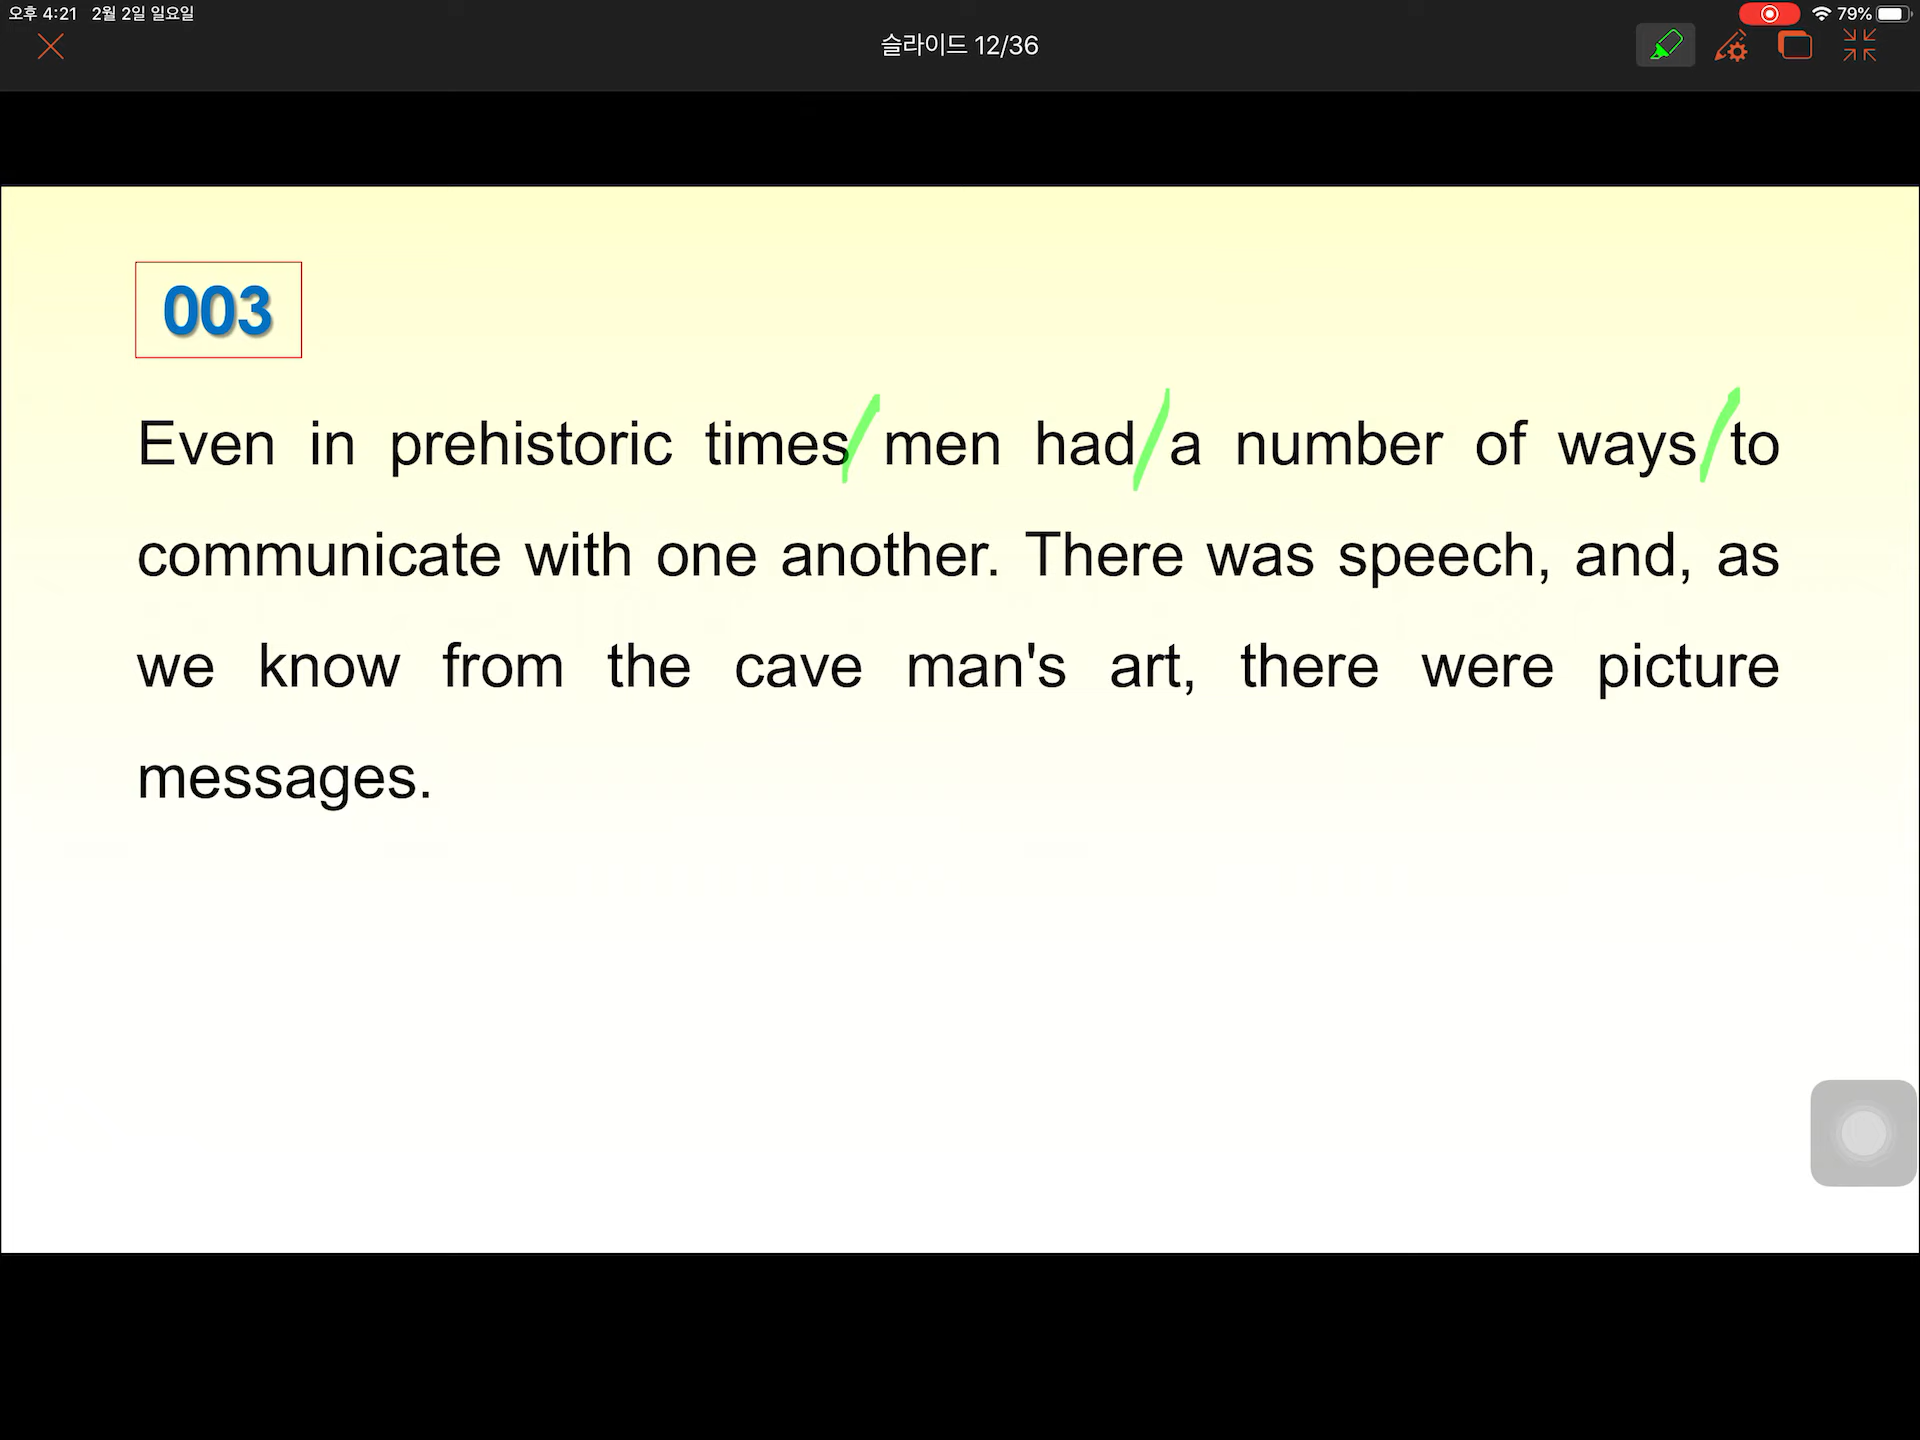 오후 4:21 2월 2일 일요일
79%
슬라이드 12/36
003
Even in prehistoric times/ men had/ a number of ways/ to
communicate with one another. There was speech, and, as
we know from the cave man's art, there were picture
messages.